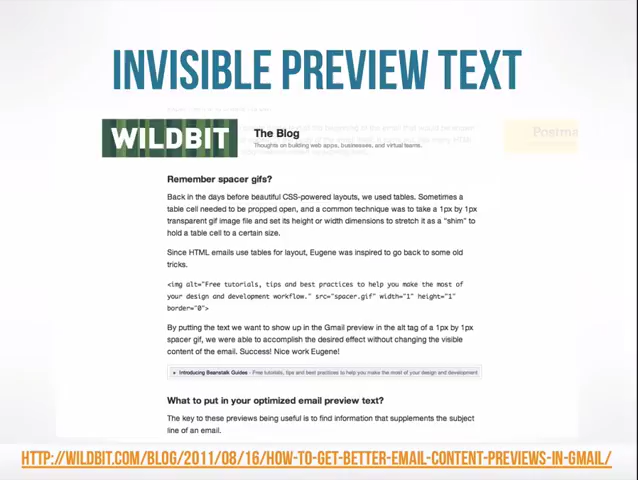 INVISIBLE PREVIEW TEXT
WILDBIT
The Blog
Thoughts on building web apps, businesses, and virtual teams.
Remember spacer gifs?
Back in the days before beautiful CSS-powered layouts, we used tables. Sometimes a
table cell needed to be propped open, and a common technique was to take a 1px by 1px
transparent gif image file and set its height or width dimensions to stretch it as a “shim” to
hold a table cell to a certain size.
Since HTML emails use tables for layout, Eugene was inspired to go back to some old
tricks.
<img alt="Free tutorials, tips and best practices to help you make the most of
your design and development workflow." src="spacer.gif" width="1" height="1"
border="0">
By putting the text we want to show up in the Gmail preview in the alt tag of a 1px by 1px
spacer gif, we were able to accomplish the desired effect without changing the visible
content of the email. Success! Nice work Eugene!
Introducing Beanstalk Guides - Free tutorials, tips and best practices to help you make the most of your design and development
What to put in your optimized email preview text?
The key to these previews being useful is to find information that supplements the subject
line of an email.
HTTP://WILDBIT.COM/BLOG/2011/08/16/HOW-TO-GET-BETTER-EMAIL-CONTENT-PREVIEWS-IN-GMAIL/